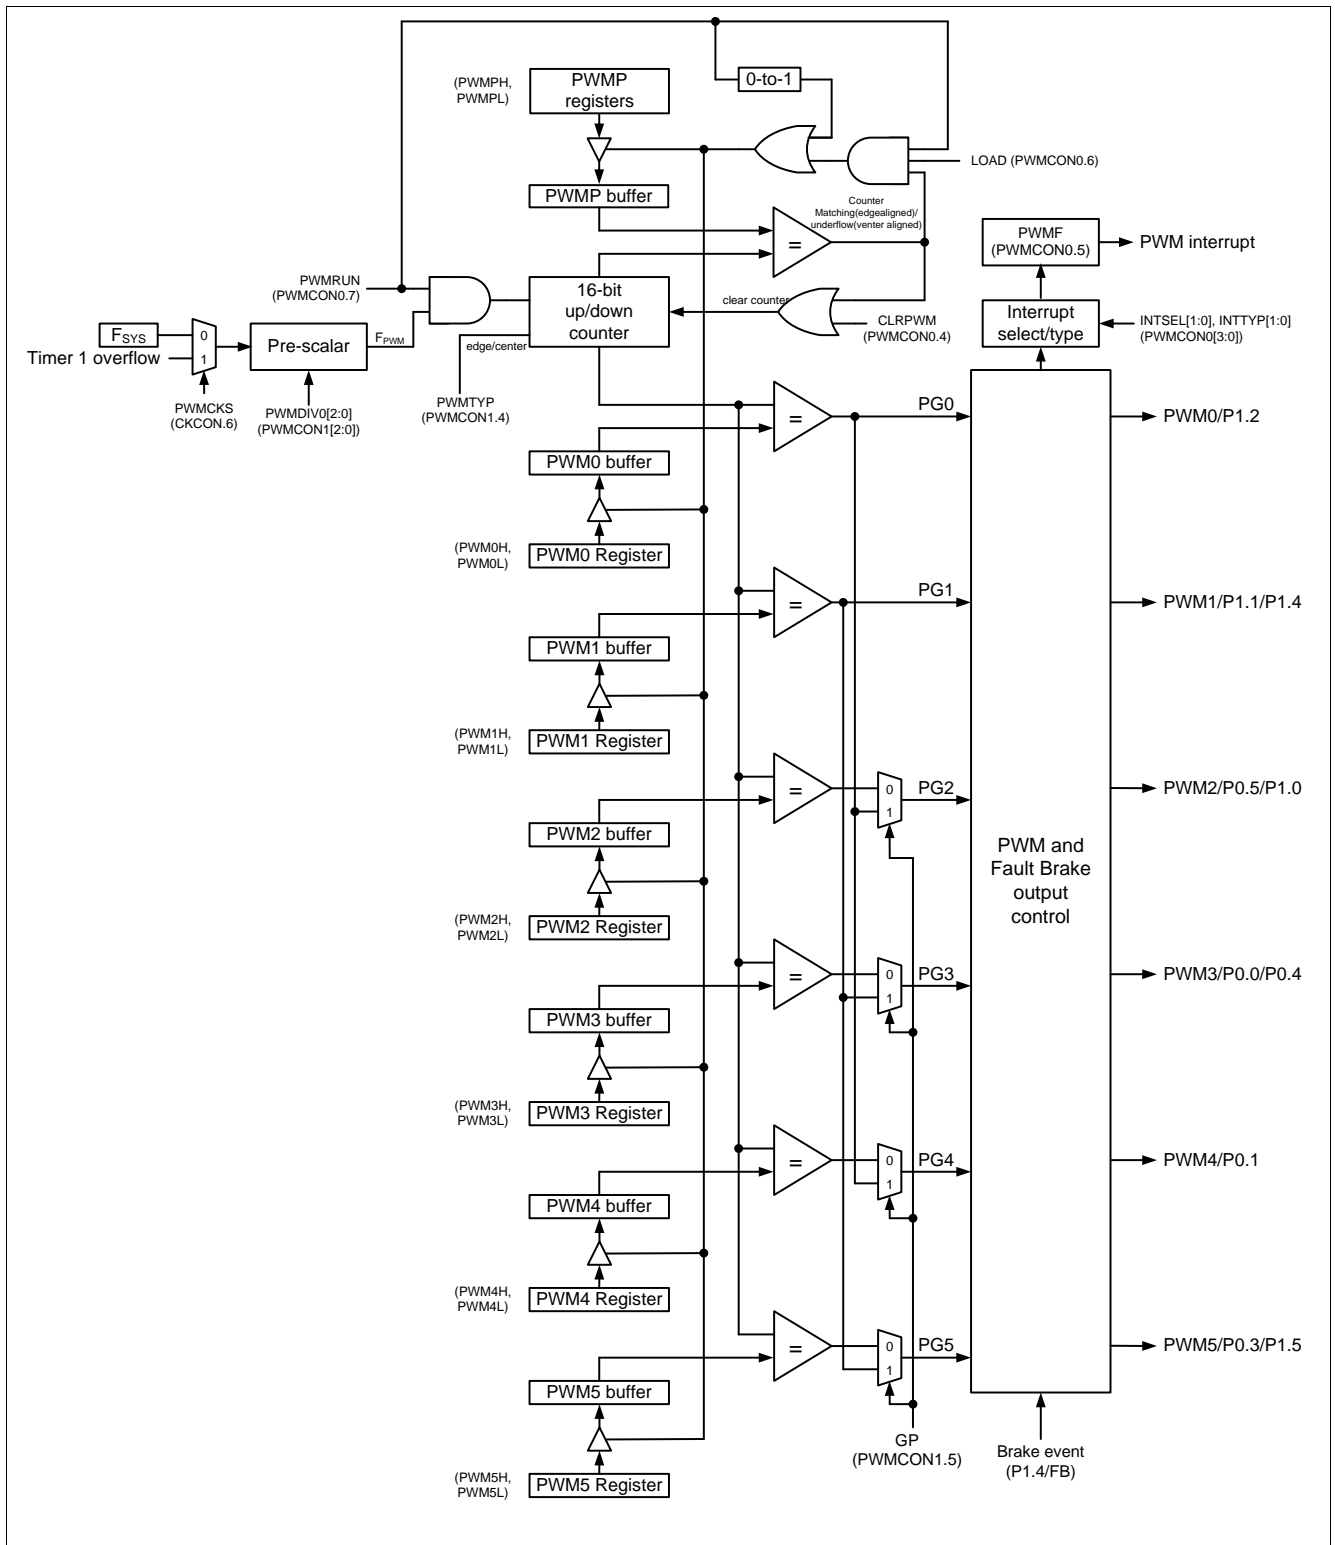 (PWMPH,
PWMPL)
PWMP
registers
0-to-1
LOAD (PWMCON0.6)
PWMP buffer
Counter
Matching(edgealigned)/
underflow(venter aligned)
=
PWMF
(PWMCON0.5)
PWM interrupt
PWMRUN
(PWMCON0.7)
16-bit
up/down
counter
clear counter
CLRPWM
(PWMCON0.4)
Interrupt
select/type
INTSEL[1:0], INTTYP[1:0]
(PWMCON0[3:0])
FSYS
Timer 1 overflow
0
1
Pre-scalar
FPWM
edge/center
PWMCKS
(CKCON.6)
PWMDIV0[2:0]
(PWMCON1[2:0])
PWMTYP
(PWMCON1.4)
=
PG0
PWM0/P1.2
PWM0 buffer
(PWM0H,
PWM0L)
PWM0 Register
=
PG1
PWM1/P1.1/P1.4
PWM1 buffer
(PWM1H,
PWM1L)
PWM1 Register
=
0
1
PG2
PWM2/P0.5/P1.0
PWM2 buffer
PWM and
Fault Brake
output
control
(PWM2H,
PWM2L)
PWM2 Register
=
0
1
PG3
PWM3/P0.0/P0.4
PWM3 buffer
(PWM3H,
PWM3L)
PWM3 Register
=
0
1
PG4
PWM4/P0.1
PWM4 buffer
(PWM4H,
PWM4L)
PWM4 Register
=
0
1
PG5
PWM5/P0.3/P1.5
PWM5 buffer
GP
(PWMCON1.5)
Brake event
(P1.4/FB)
(PWM5H,
PWM5L)
PWM5 Register